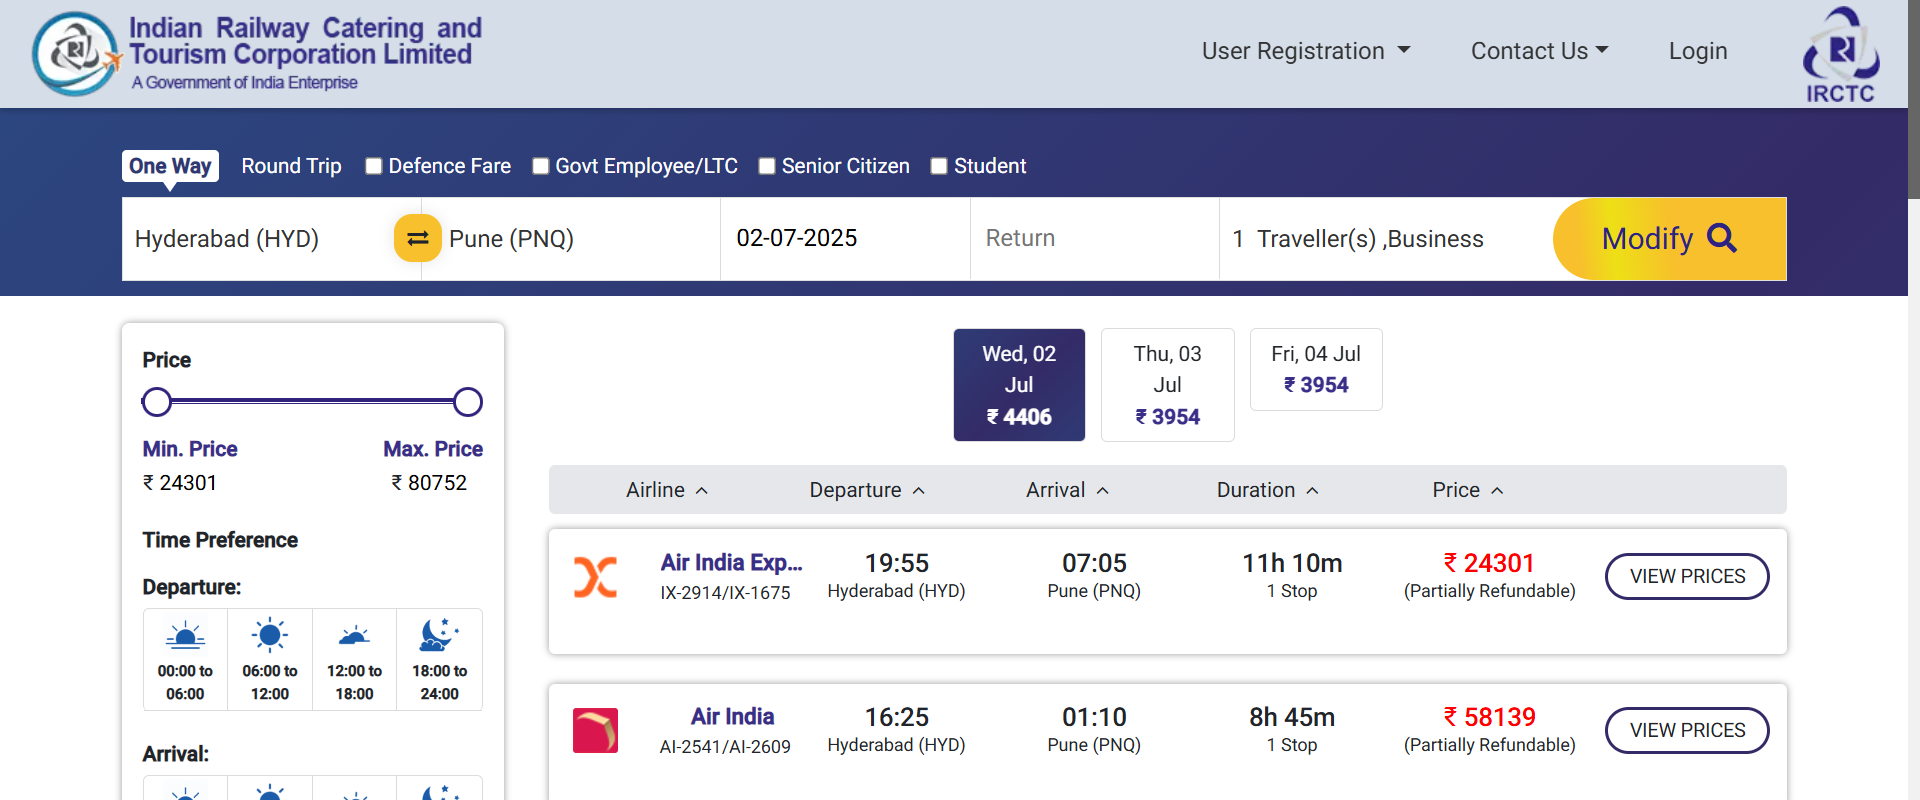 Indian Railway Catering and
Tourism Corporation Limited
A Government of India Enterprise
User Registration
Contact Us
Login
IRCTC
One Way
Round Trip
Defence Fare
Govt Employee/LTC
Senior Citizen
Student
Hyderabad (HYD)
Pune (PNQ)
02-07-2025
Return
1 Traveller(s) ,Business
Modify
Price
Min. Price
Max. Price
₹ 24301
₹ 80752
Time Preference
Departure:
00:00 to
06:00
06:00 to
12:00
12:00 to
18:00
18:00 to
24:00
Arrival:
Wed, 02
Jul
₹ 4406
Thu, 03
Jul
₹ 3954
Fri, 04 Jul
₹ 3954
Airline
Departure
Arrival
Duration
Price
Air India Exp...
IX-2914/IX-1675
19:55
Hyderabad (HYD)
07:05
Pune (PNQ)
11h 10m
1 Stop
₹ 24301
(Partially Refundable)
VIEW PRICES
Air India
AI-2541/AI-2609
16:25
Hyderabad (HYD)
01:10
Pune (PNQ)
8h 45m
1 Stop
₹ 58139
(Partially Refundable)
VIEW PRICES